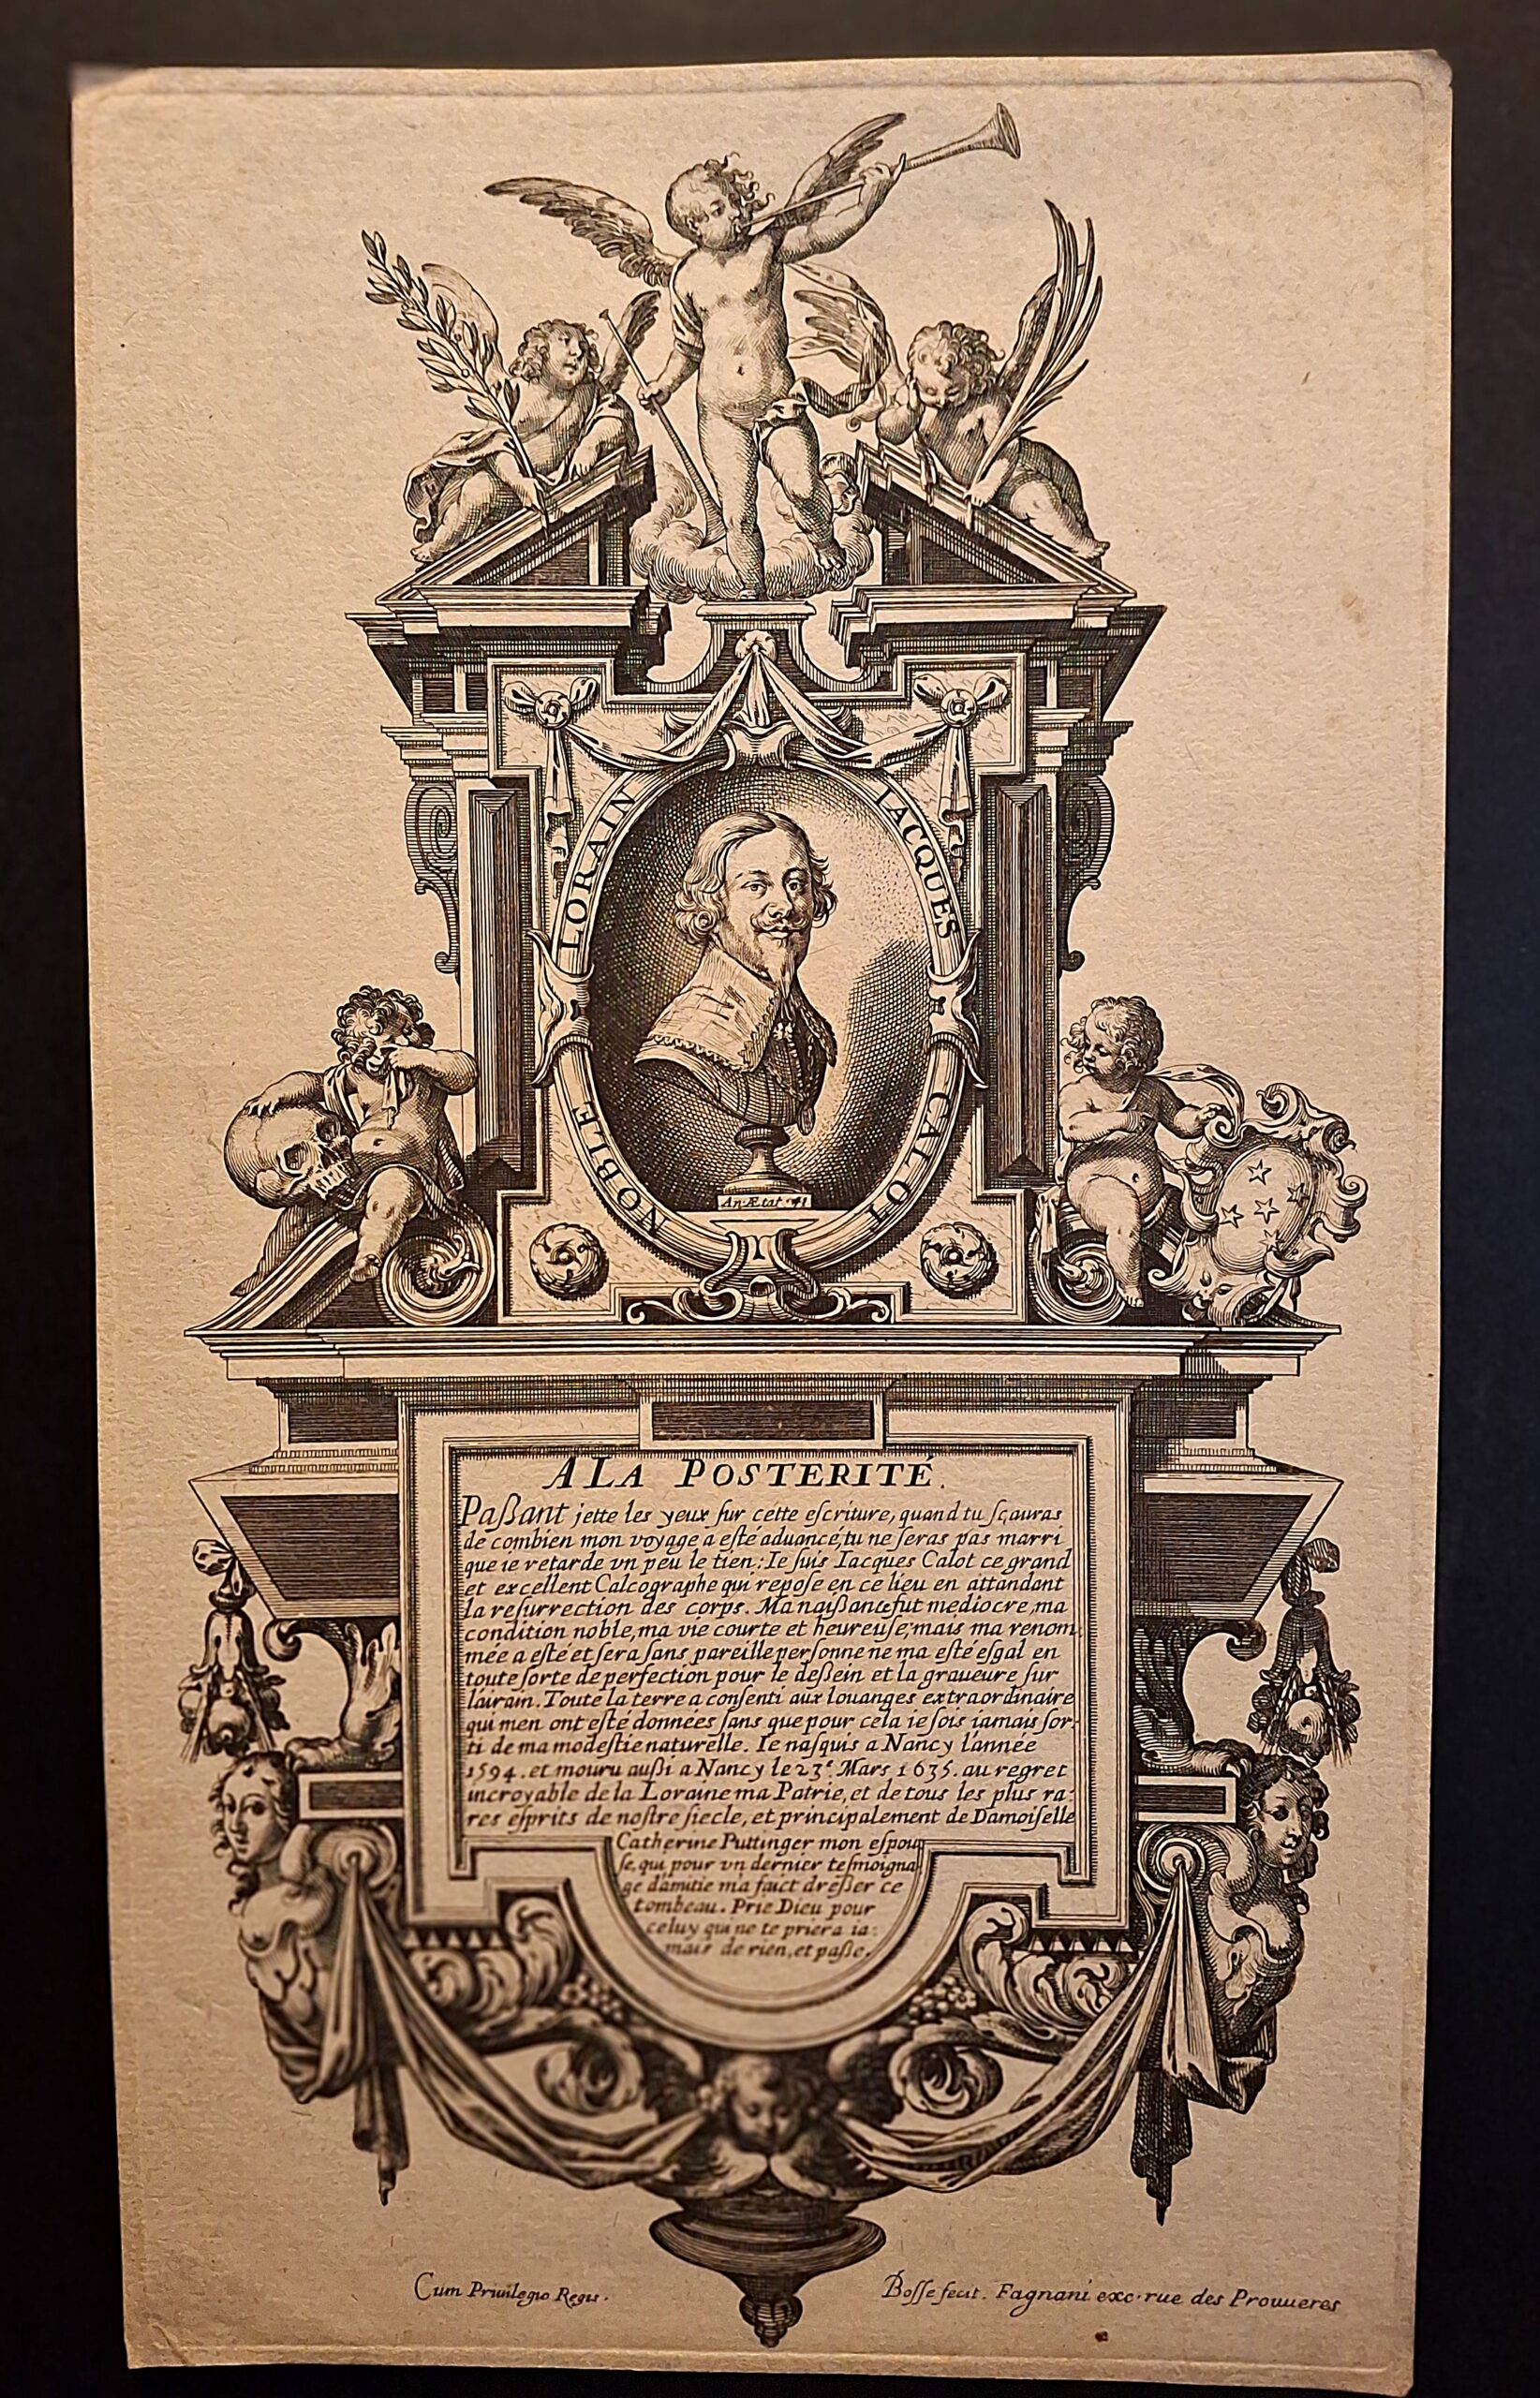 IACQUES CALOT
NOBLE LORAIN
An. Ætat. 41
A LA POSTERITÉ.
Paßant jette les yeux ſur cette eſcriture, quand tu ſçauras
de combien mon voyage a eſté aduancé, tu ne ſeras pas marri
que ie retarde vn peu le tien: Ie ſuis Iacques Calot ce grand
et excellent Calcographe qui repoſe en ce lieu en attandant
la reſurrection des corps. Ma naißance fut mediocre, ma
condition noble, ma vie courte et heureuſe, mais ma renom
mée a eſté et ſera ſans pareille perſonne ne ma eſté eſgal en
toute ſorte de perfection pour le deßein et la graueure ſur
lairain. Toute la terre a conſenti aux louanges extraordinaire
qui men ont eſté données ſans que pour cela ie ſois iamais ſor-
ti de ma modeſtie naturelle. Ie naſquis a Nancy lannée
1594. et mouru außi a Nancy le 23e. Mars 1635. au regret
incroyable de la Loraine ma Patrie, et de tous les plus ra-
res eſprits de noſtre ſiecle, et principalement de Damoiſelle
Catherine Puttinger mon eſpou
ſe, qui pour vn dernier teſmoigna
ge damitie ma faict dreßer ce
tombeau. Prie Dieu pour
celuy qui ne te priera ia:
mais de rien, et paße.
Cum Priuilegio Regis.
Boſſe fecit. Fagnani exc. rue des Prouueres